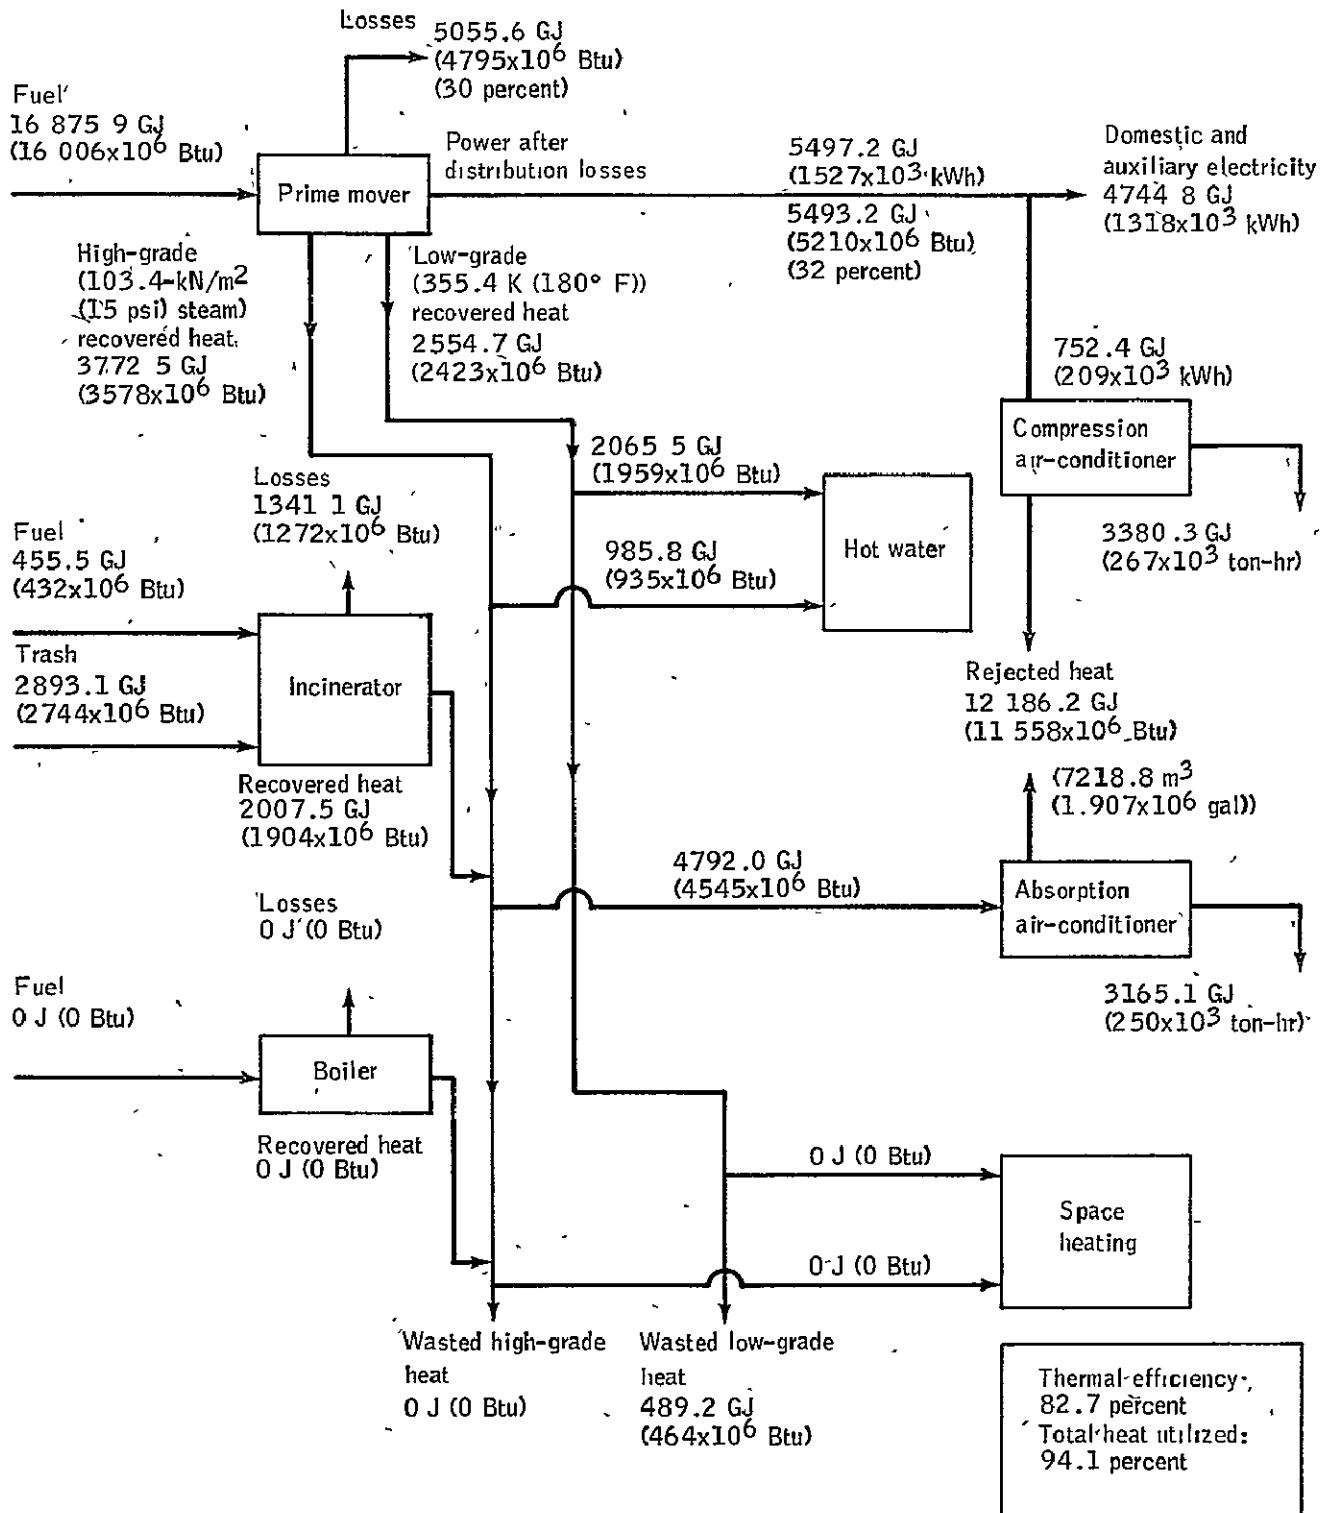 Losses
5055.6 GJ
(4795x10⁶ Btu)
(30 percent)
Fuel
16 875 9 GJ
(16 006x10⁶ Btu)
Prime mover
Power after
distribution losses
5497.2 GJ
(1527x10³ kWh)
5493.2 GJ
(5210x10⁶ Btu)
(32 percent)
Domestic and
auxiliary electricity
4744 8 GJ
(1318x10³ kWh)
High-grade
(103.4-kN/m²
(15 psi) steam)
recovered heat
3772 5 GJ
(3578x10⁶ Btu)
Low-grade
(355.4 K (180° F))
recovered heat
2554.7 GJ
(2423x10⁶ Btu)
752.4 GJ
(209x10³ kWh)
Compression
air-conditioner
3380.3 GJ
(267x10³ ton-hr)
2065 5 GJ
(1959x10⁶ Btu)
985.8 GJ
(935x10⁶ Btu)
Hot water
Losses
1341 1 GJ
(1272x10⁶ Btu)
Fuel
455.5 GJ
(432x10⁶ Btu)
Trash
2893.1 GJ
(2744x10⁶ Btu)
Incinerator
Recovered heat
2007.5 GJ
(1904x10⁶ Btu)
Rejected heat
12 186.2 GJ
(11 558x10⁶ Btu)
(7218.8 m³
(1.907x10⁶ gal))
4792.0 GJ
(4545x10⁶ Btu)
Absorption
air-conditioner
3165.1 GJ
(250x10³ ton-hr)
Losses
0 J (0 Btu)
Fuel
0 J (0 Btu)
Boiler
Recovered heat
0 J (0 Btu)
0 J (0 Btu)
0 J (0 Btu)
Space
heating
Wasted high-grade
heat
0 J (0 Btu)
Wasted low-grade
heat
489.2 GJ
(464x10⁶ Btu)
Thermal efficiency
82.7 percent
Total heat utilized:
94.1 percent